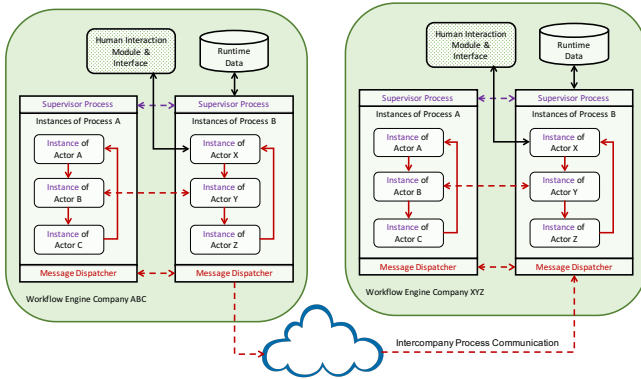 Human Interaction
Module &
Interface
Runtime
Data
Supervisor Process
Supervisor Process
Instances of Process A
Instances of Process B
Instance of
Actor A
Instance of
Actor X
Instance of
Actor B
Instance of
Actor Y
Instance of
Actor C
Instance of
Actor Z
Message Dispatcher
Message Dispatcher
Workflow Engine Company ABC
Human Interaction
Module &
Interface
Runtime
Data
Supervisor Process
Supervisor Process
Instances of Process A
Instances of Process B
Instance of
Actor A
Instance of
Actor X
Instance of
Actor B
Instance of
Actor Y
Instance of
Actor C
Instance of
Actor Z
Message Dispatcher
Message Dispatcher
Workflow Engine Company XYZ
Intercompany Process Communication